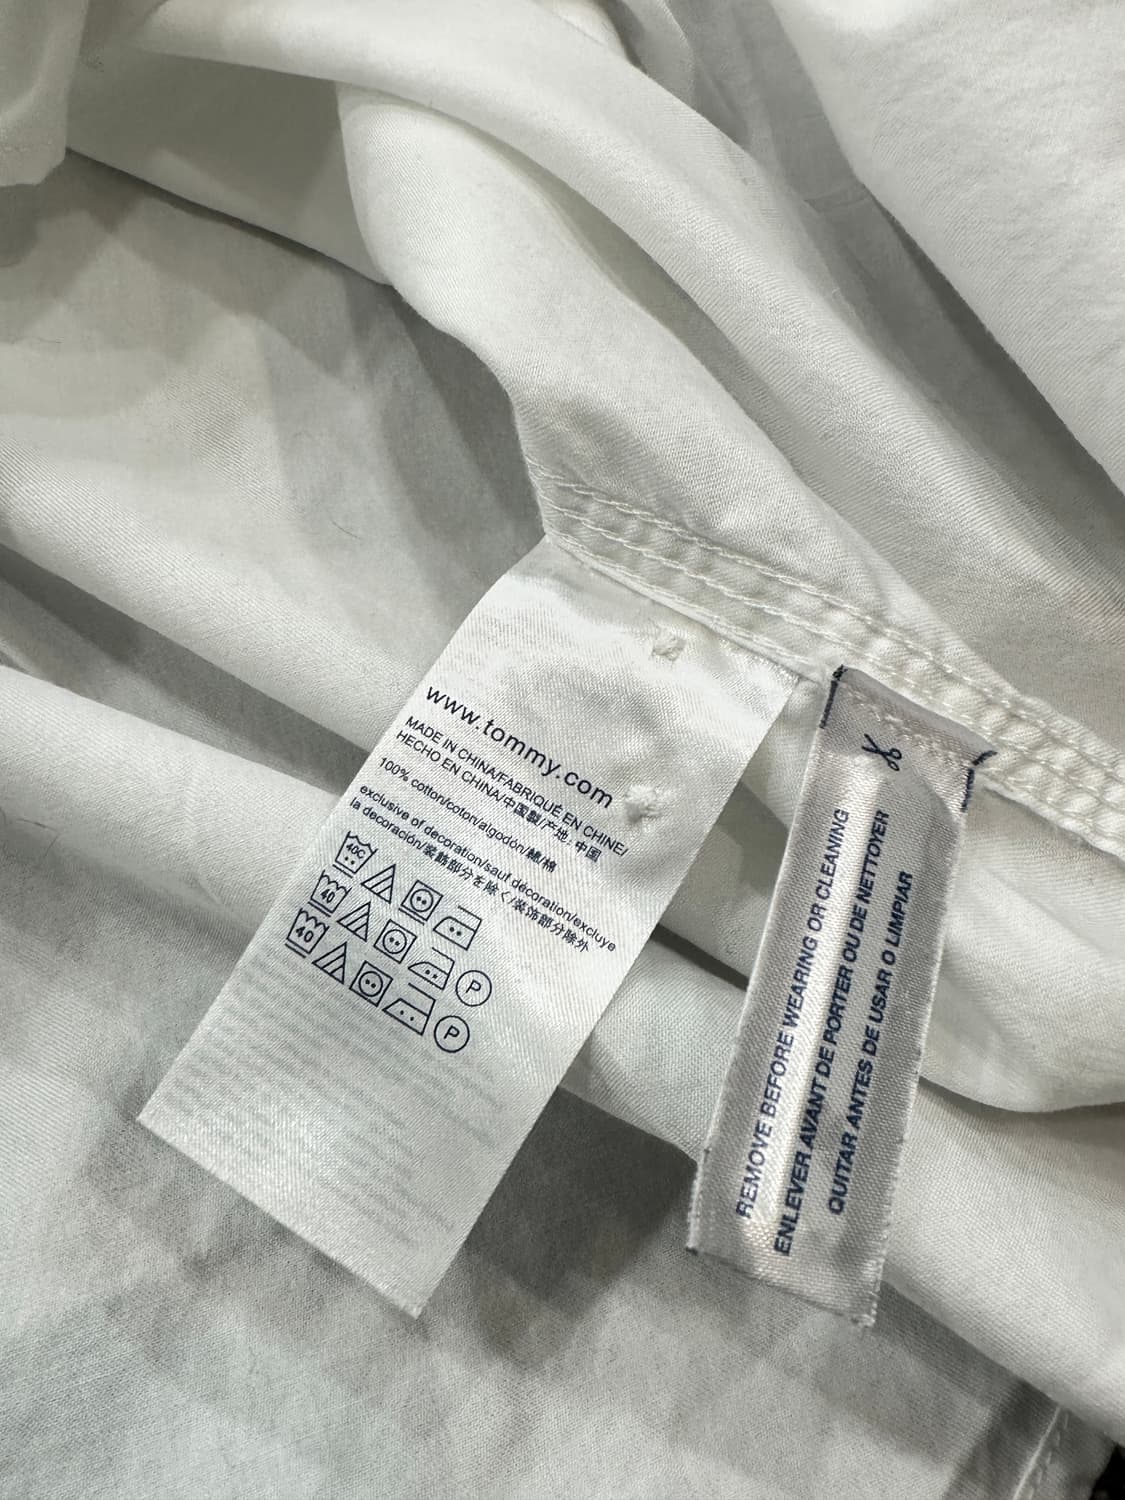 www.tommy.com
MADE IN CHINA/FABRIQUÉ EN CHINE/
HECHO EN CHINA/中国製/产地: 中国
100% cotton/coton/algodón/綿/棉
exclusive of decoration/sauf décoration/excluye
la decoración/装飾部分を除く/装饰部分除外
40C
40
P
40
P
REMOVE BEFORE WEARING OR CLEANING
ENLEVER AVANT DE PORTER OU DE NETTOYER
QUITAR ANTES DE USAR O LIMPIAR